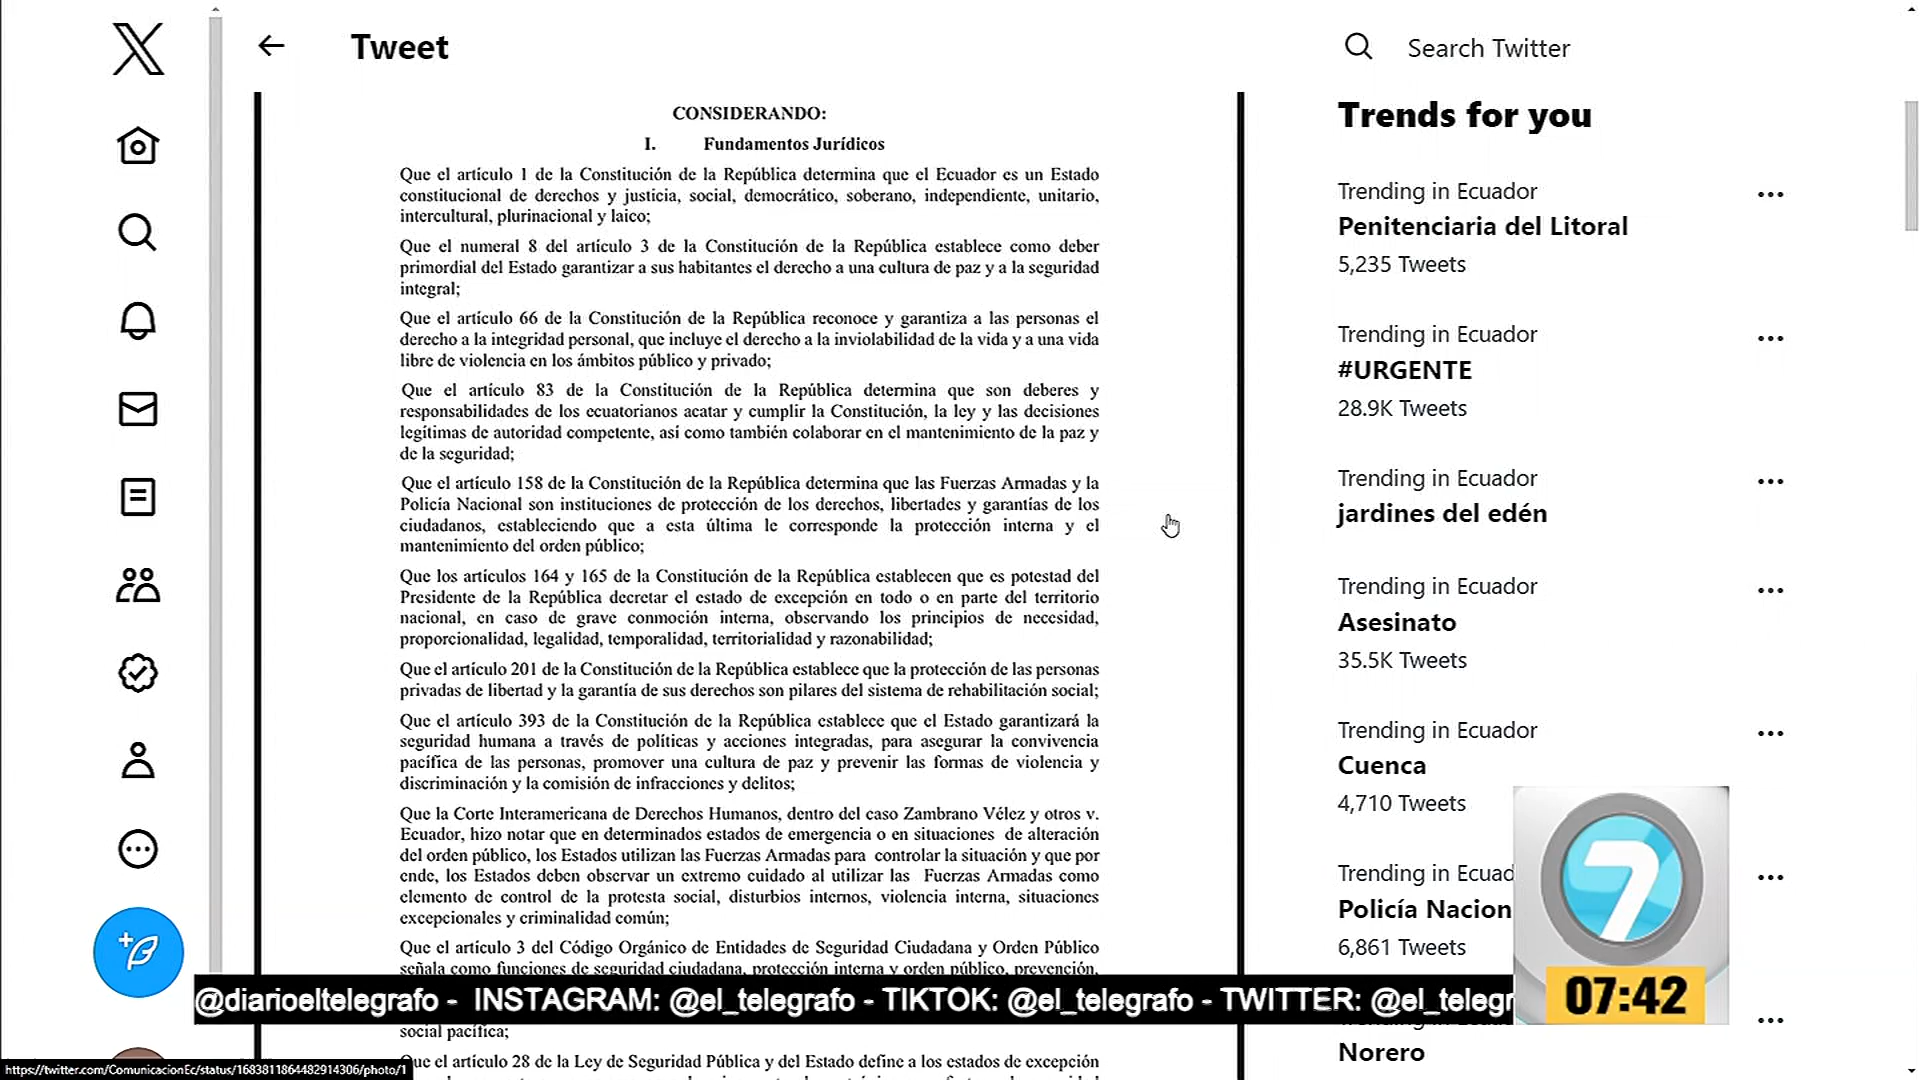 Tweet
Search Twitter
CONSIDERANDO:
I. Fundamentos Jurídicos
Que el artículo 1 de la Constitución de la República determina que el Ecuador es un Estado
constitucional de derechos y justicia, social, democrático, soberano, independiente, unitario,
intercultural, plurinacional y laico;
Que el numeral 8 del artículo 3 de la Constitución de la República establece como deber
primordial del Estado garantizar a sus habitantes el derecho a una cultura de paz y a la seguridad
integral;
Que el artículo 66 de la Constitución de la República reconoce y garantiza a las personas el
derecho a la integridad personal, que incluye el derecho a la inviolabilidad de la vida y a una vida
libre de violencia en los ámbitos público y privado;
Que el artículo 83 de la Constitución de la República determina que son deberes y
responsabilidades de los ecuatorianos acatar y cumplir la Constitución, la ley y las decisiones
legítimas de autoridad competente, así como también colaborar en el mantenimiento de la paz y
de la seguridad;
Que el artículo 158 de la Constitución de la República determina que las Fuerzas Armadas y la
Policía Nacional son instituciones de protección de los derechos, libertades y garantías de los
ciudadanos, estableciendo que a esta última le corresponde la protección interna y el
mantenimiento del orden público;
Que los artículos 164 y 165 de la Constitución de la República establecen que es potestad del
Presidente de la República decretar el estado de excepción en todo o en parte del territorio
nacional, en caso de grave conmoción interna, observando los principios de necesidad,
proporcionalidad, legalidad, temporalidad, territorialidad y razonabilidad;
Que el artículo 201 de la Constitución de la República establece que la protección de las personas
privadas de libertad y la garantía de sus derechos son pilares del sistema de rehabilitación social;
Que el artículo 393 de la Constitución de la República establece que el Estado garantizará la
seguridad humana a través de políticas y acciones integradas, para asegurar la convivencia
pacífica de las personas, promover una cultura de paz y prevenir las formas de violencia y
discriminación y la comisión de infracciones y delitos;
Que la Corte Interamericana de Derechos Humanos, dentro del caso Zambrano Vélez y otros v.
Ecuador, hizo notar que en determinados estados de emergencia o en situaciones de alteración
del orden público, los Estados utilizan las Fuerzas Armadas para controlar la situación y que por
ende, los Estados deben observar un extremo cuidado al utilizar las Fuerzas Armadas como
elemento de control de la protesta social, disturbios internos, violencia interna, situaciones
excepcionales y criminalidad común;
Que el artículo 3 del Código Orgánico de Entidades de Seguridad Ciudadana y Orden Público
señala como funciones de seguridad ciudadana, protección interna y orden público, prevención,
social pacífica;
Que el artículo 28 de la Ley de Seguridad Pública y del Estado define a los estados de excepción
Trends for you
Trending in Ecuador
Penitenciaria del Litoral
5,235 Tweets
Trending in Ecuador
#URGENTE
28.9K Tweets
Trending in Ecuador
jardines del edén
Trending in Ecuador
Asesinato
35.5K Tweets
Trending in Ecuador
Cuenca
4,710 Tweets
Trending in Ecuad
Policía Nacion
6,861 Tweets
Norero
7
07:42
@diarioeltelegrafo - INSTAGRAM: @el_telegrafo - TIKTOK: @el_telegrafo - TWITTER: @el_telegr
https://twitter.com/ComunicacionEc/status/1683811864482914306/photo/1